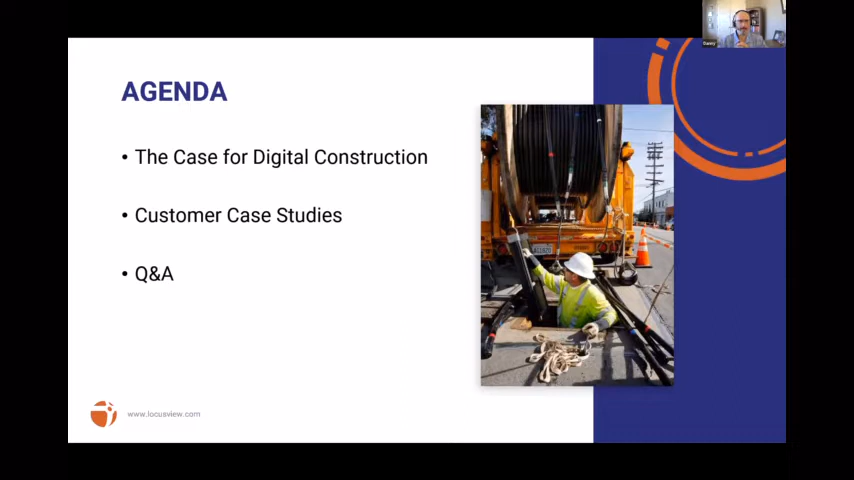 AGENDA
• The Case for Digital Construction
• Customer Case Studies
• Q&A
www.locusview.com